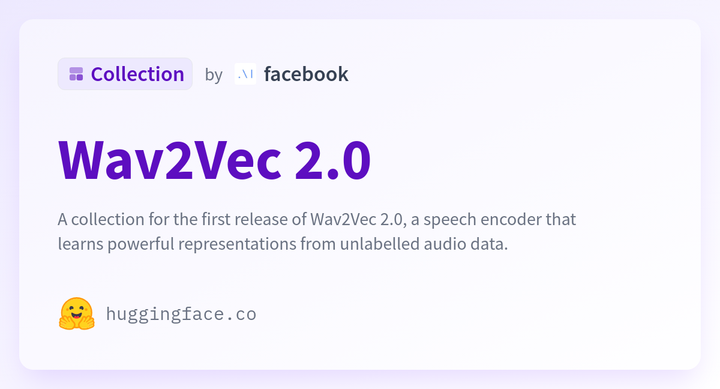 Collection by .\| facebook
Wav2Vec 2.0
A collection for the first release of Wav2Vec 2.0, a speech encoder that
learns powerful representations from unlabelled audio data.
huggingface.co